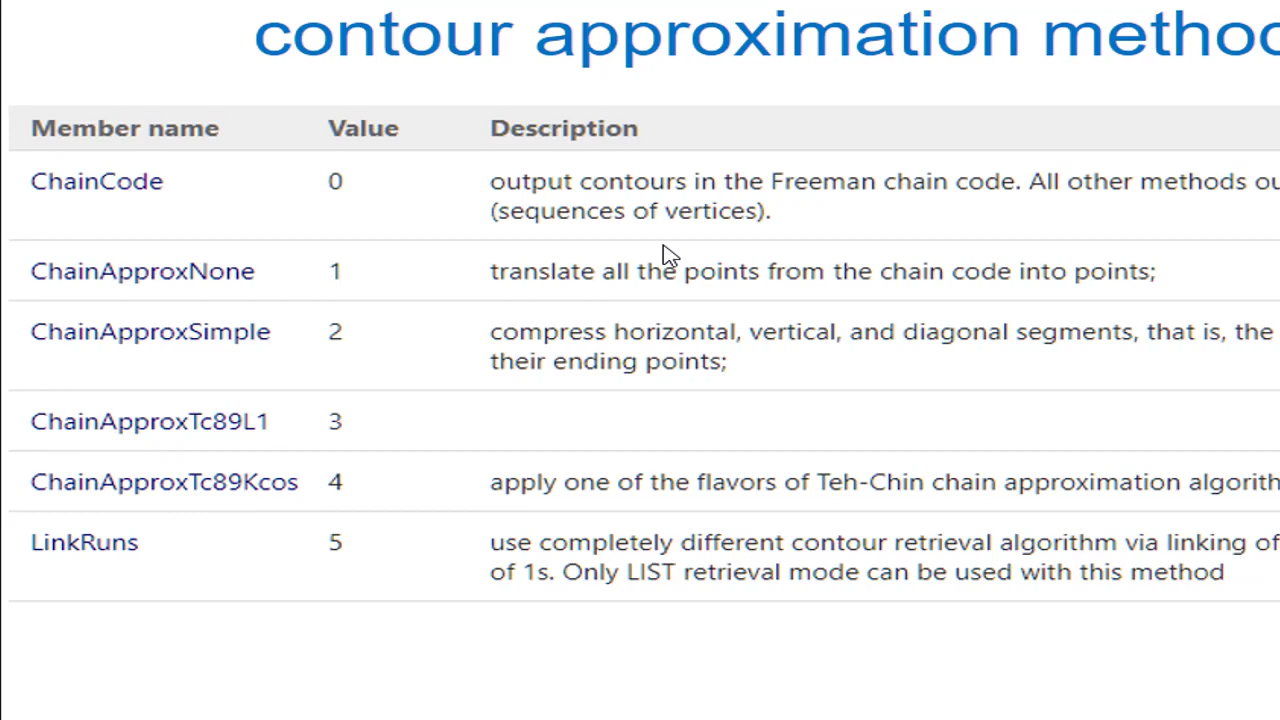 contour approximation
Member name Value Description
ChainCode 0 output contours in the Freeman chain code. All other methods
(sequences of vertices).
ChainApproxNone 1 translate all the points from the chain code into points;
ChainApproxSimple 2 compress horizontal, vertical, and diagonal segments, that is, the
their ending points;
ChainApproxTc89L1 3
ChainApproxTc89Kcos 4 apply one of the flavors of Teh-Chin chain approximation
LinkRuns 5 use completely different contour retrieval algorithm via linking of
of 1s. Only LIST retrieval mode can be used with this method